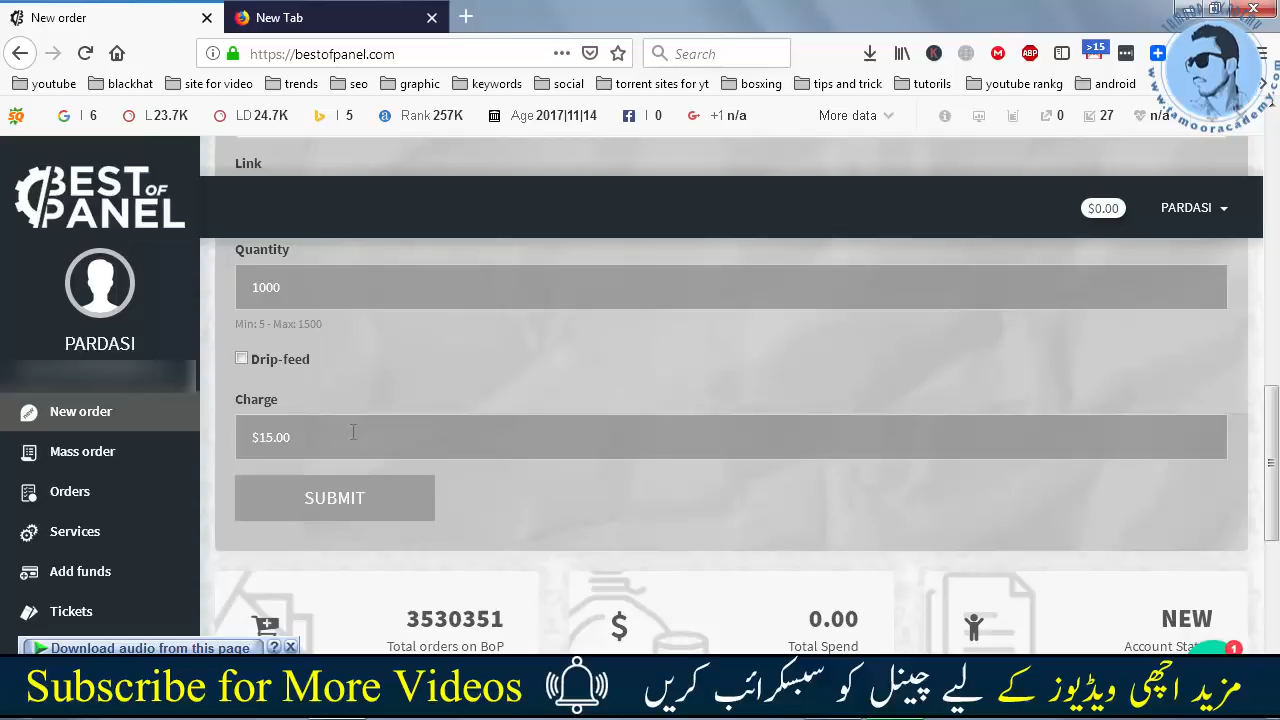 New order
New Tab
https://bestofpanel.com
Search
>15
ABP
youtube
blackhat
site for video
trends
seo
graphic
keywords
social
torrent sites for yt
bosxing
tips and trick
tutorils
youtube rankg
android
I 6
L 23.7K
LD 24.7K
I 5
Rank 257K
Age 2017|11|14
I 0
+1 n/a
More data
0
27
n/a
Link
BEST OF
PANEL
$0.00
PARDASI
Quantity
1000
Min: 5 - Max: 1500
PARDASI
Drip-feed
Charge
$15.00
New order
Mass order
SUBMIT
Orders
Services
Add funds
Tickets
3530351
Total orders on BoP
$
0.00
Total Spend
NEW
Account Stat
1
Download audio from this page
Subscribe for More Videos
مزید اچھی ویڈیوز کے لیے چینل کو سبسکرائب کریں